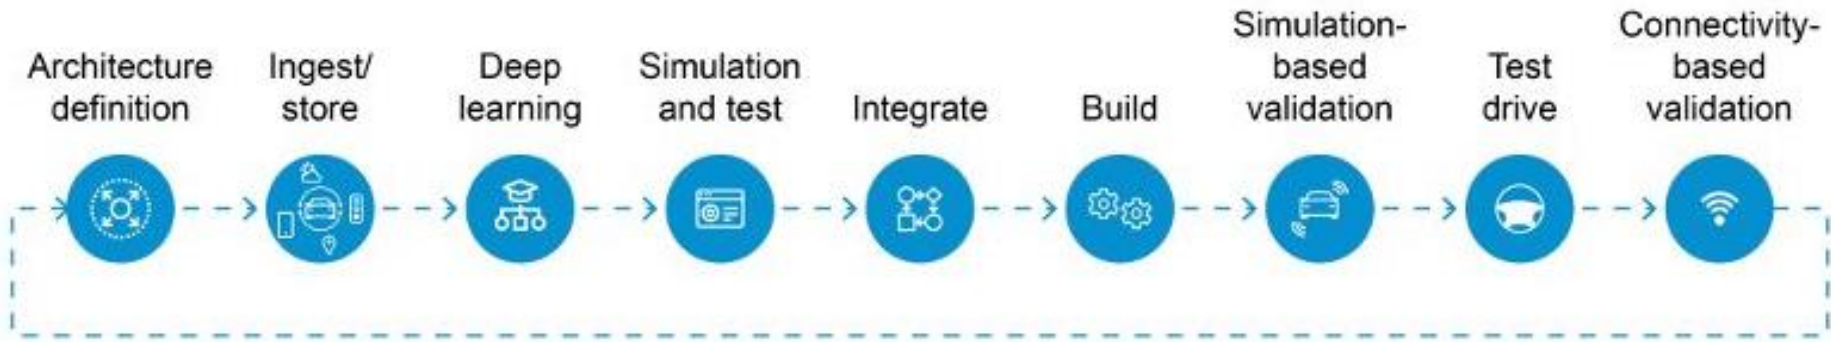 Architecture
definition
Ingest/
store
Deep
learning
Simulation
and test
Integrate
Build
Simulation-
based
validation
Test
drive
Connectivity-
based
validation